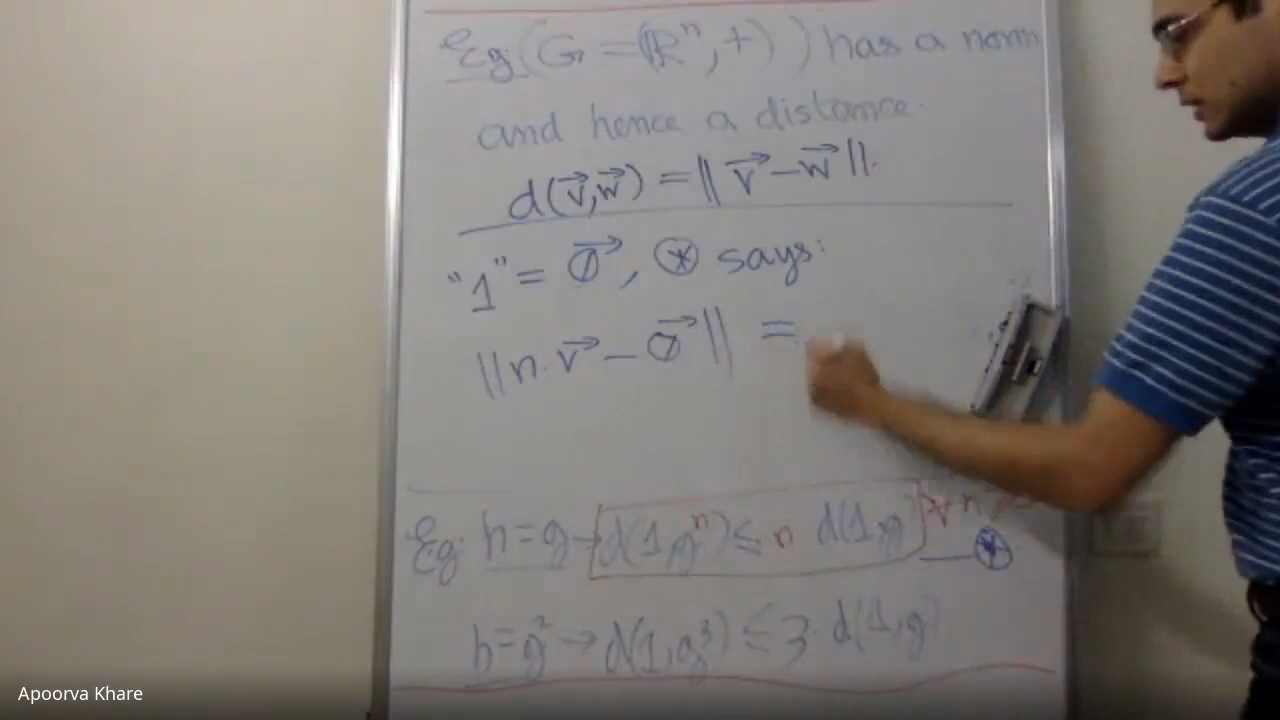 Eg: (G = (ℝⁿ, +)) has a norm
and hence a distance.
d(v⃗, w⃗) = || v⃗ - w⃗ ||.
"1" = 0⃗, ⊛ says:
|| n. v⃗ - 0⃗ || =
Eg: h = g → d(1, gⁿ) ≤ n d(1, g) ∀ n
⊛
h = g² → d(1, g³) ≤ 3. d(1, g)
Apoorva Khare